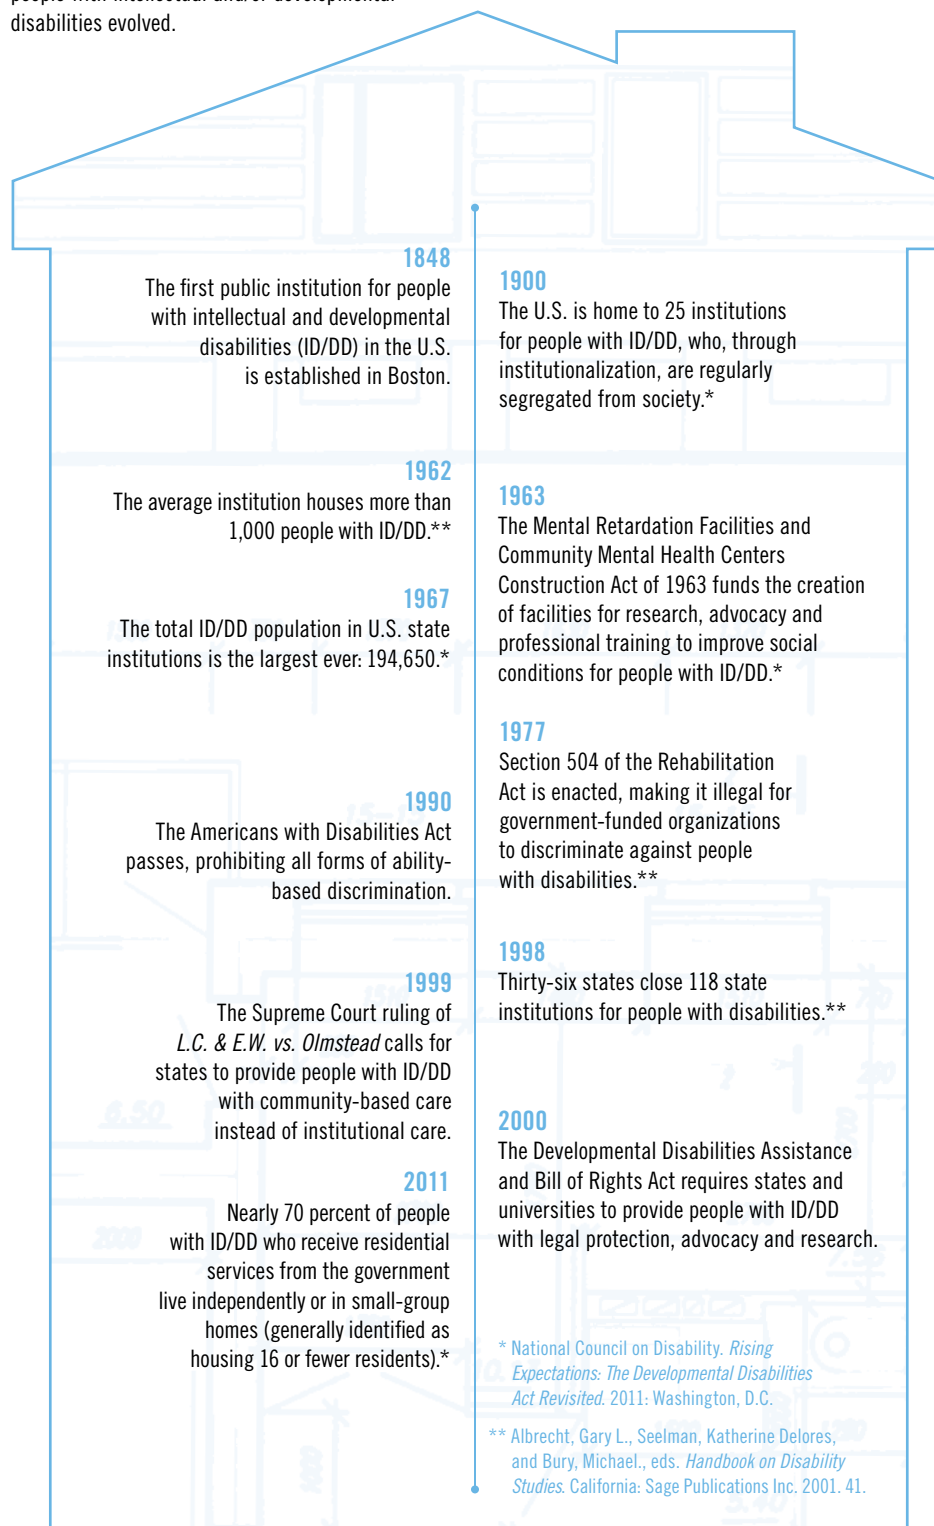 people with intellectual and/or developmental
disabilities evolved.
1848
The first public institution for people
with intellectual and developmental
disabilities (ID/DD) in the U.S.
is established in Boston.
1900
The U.S. is home to 25 institutions
for people with ID/DD, who, through
institutionalization, are regularly
segregated from society.*
1962
The average institution houses more than
1,000 people with ID/DD.**
1963
The Mental Retardation Facilities and
Community Mental Health Centers
Construction Act of 1963 funds the creation
of facilities for research, advocacy and
professional training to improve social
conditions for people with ID/DD.*
1967
The total ID/DD population in U.S. state
institutions is the largest ever: 194,650.*
1977
Section 504 of the Rehabilitation
Act is enacted, making it illegal for
government-funded organizations
to discriminate against people
with disabilities.**
1990
The Americans with Disabilities Act
passes, prohibiting all forms of ability-
based discrimination.
1998
Thirty-six states close 118 state
institutions for people with disabilities.**
1999
The Supreme Court ruling of
L.C. & E.W. vs. Olmstead calls for
states to provide people with ID/DD
with community-based care
instead of institutional care.
2000
The Developmental Disabilities Assistance
and Bill of Rights Act requires states and
universities to provide people with ID/DD
with legal protection, advocacy and research.
2011
Nearly 70 percent of people
with ID/DD who receive residential
services from the government
live independently or in small-group
homes (generally identified as
housing 16 or fewer residents).*
* National Council on Disability. Rising
Expectations: The Developmental Disabilities
Act Revisited. 2011: Washington, D.C.
** Albrecht, Gary L., Seelman, Katherine Delores,
and Bury, Michael., eds. Handbook on Disability
Studies. California: Sage Publications Inc. 2001. 41.
6.50
2000
1000